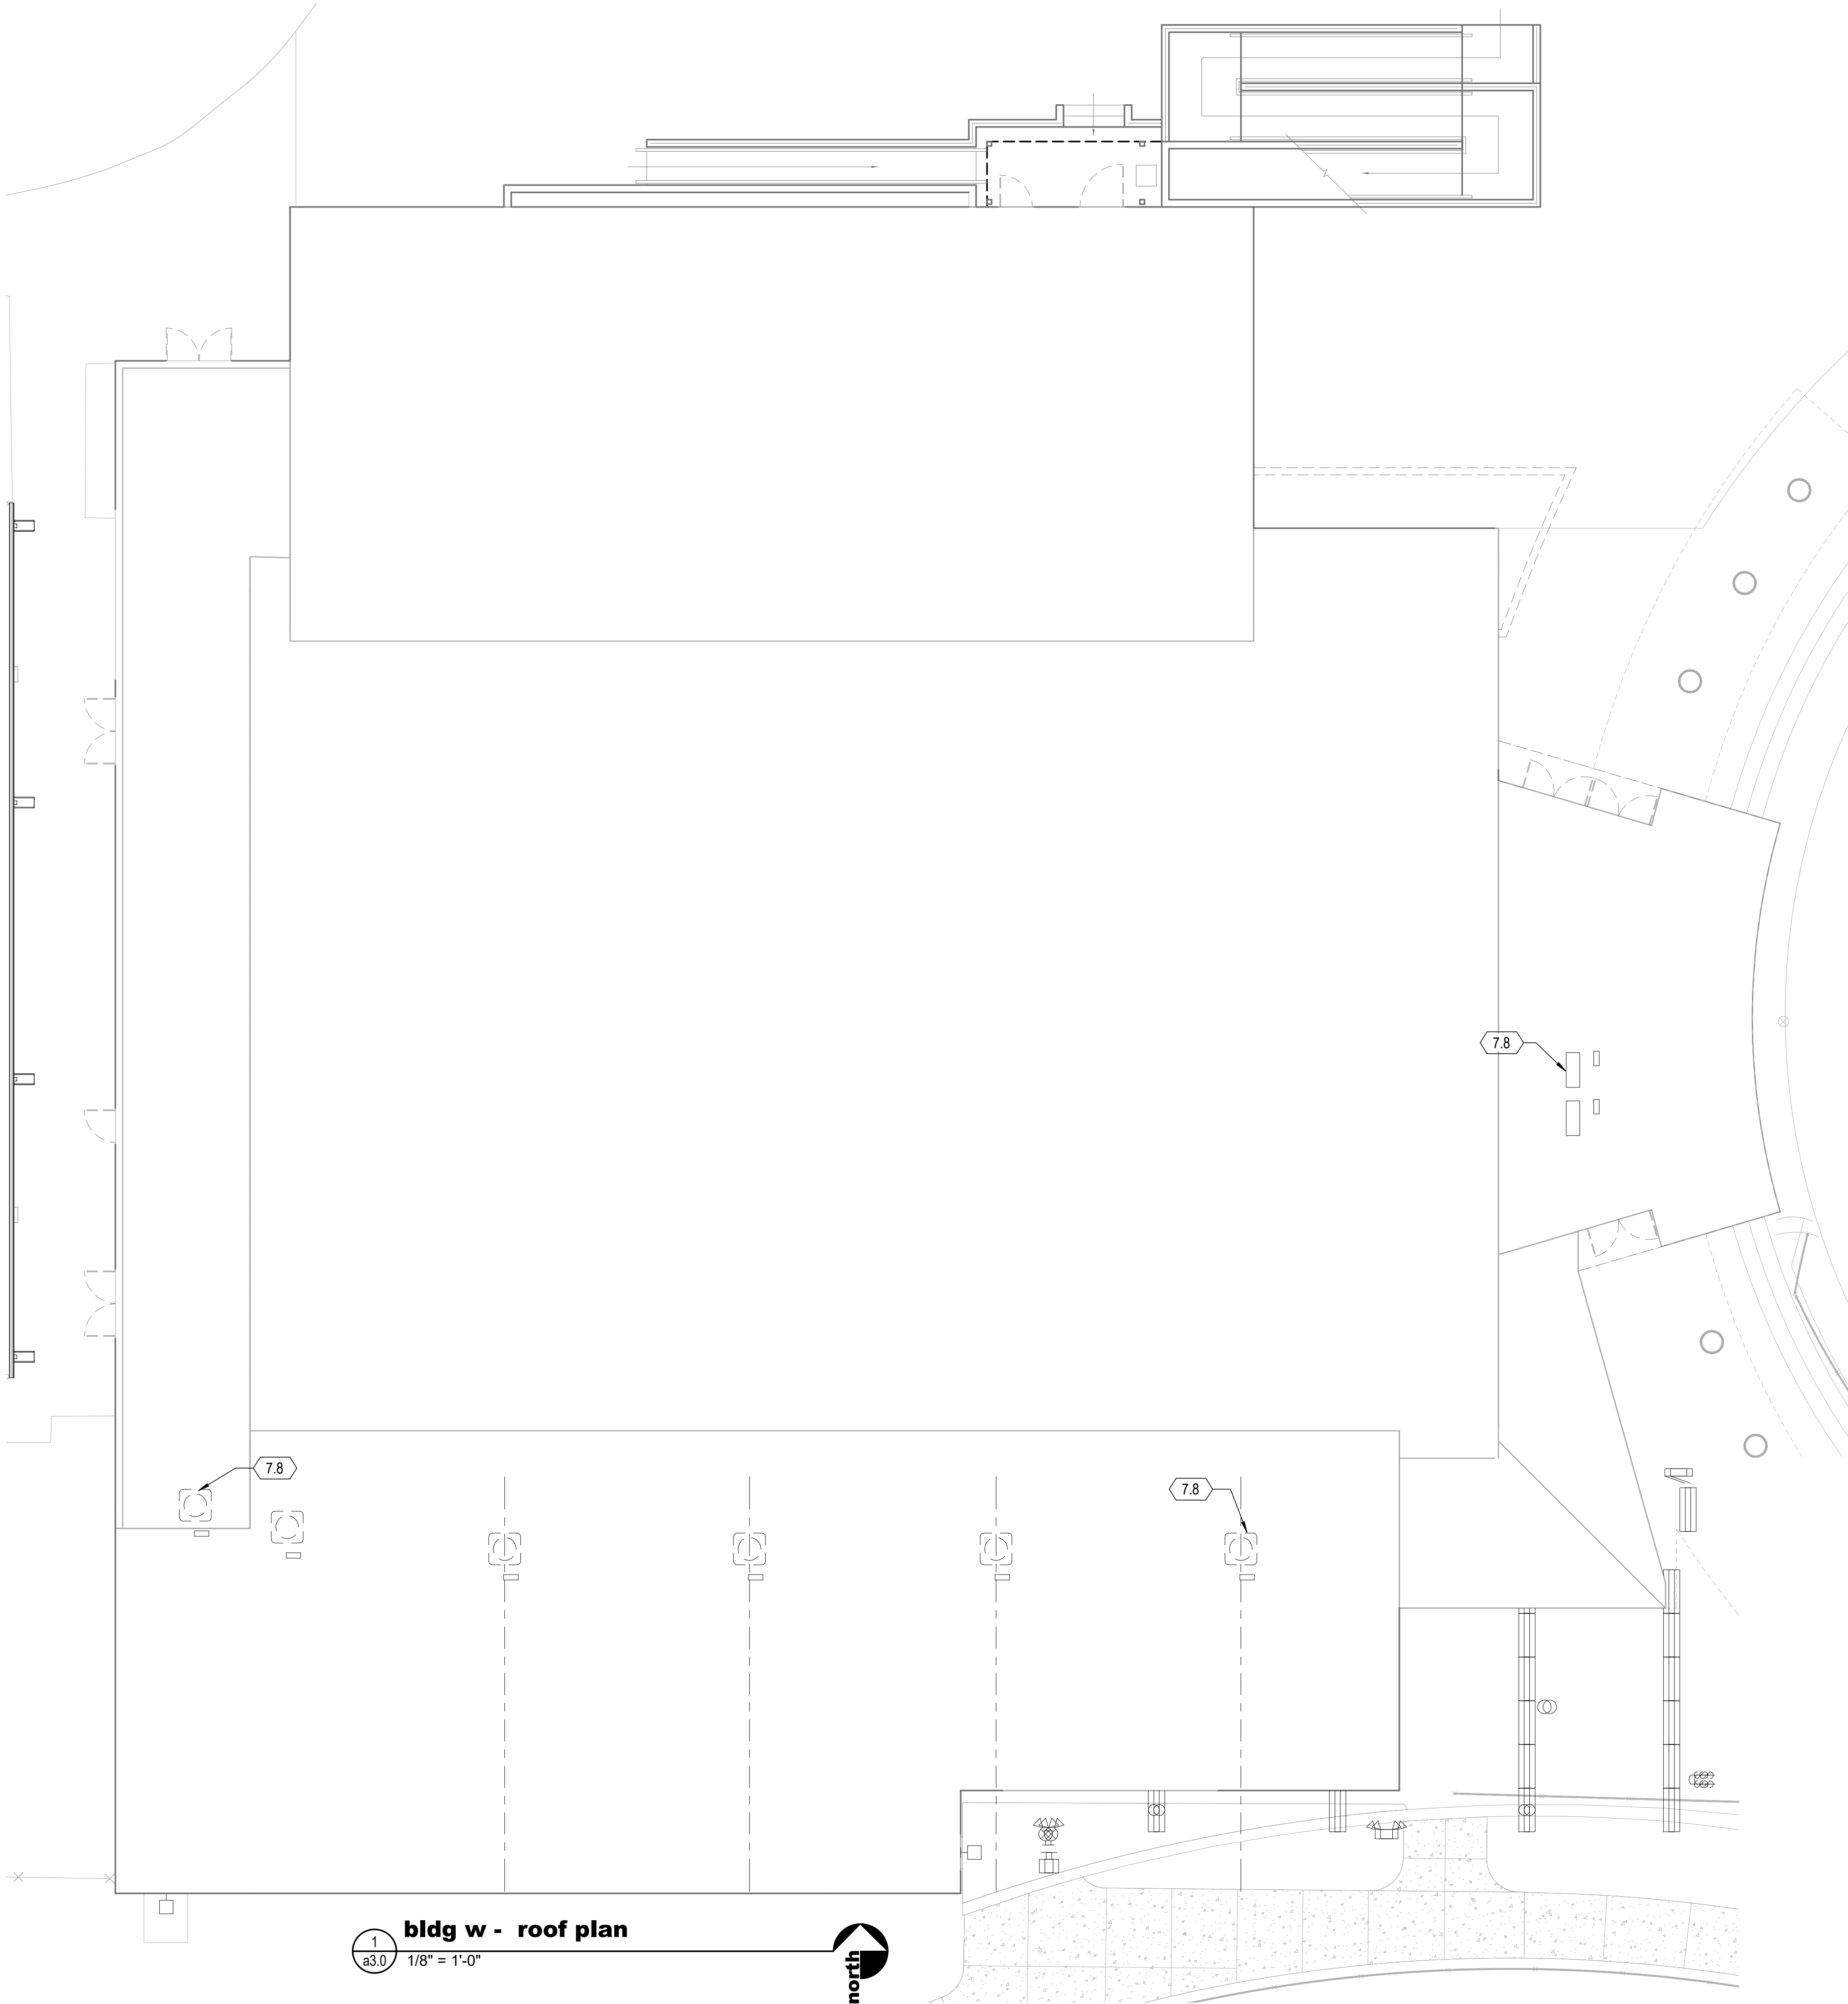 7.8
7.8
7.8
1
a3.0
bldg w - roof plan
1/8" = 1'-0"
north